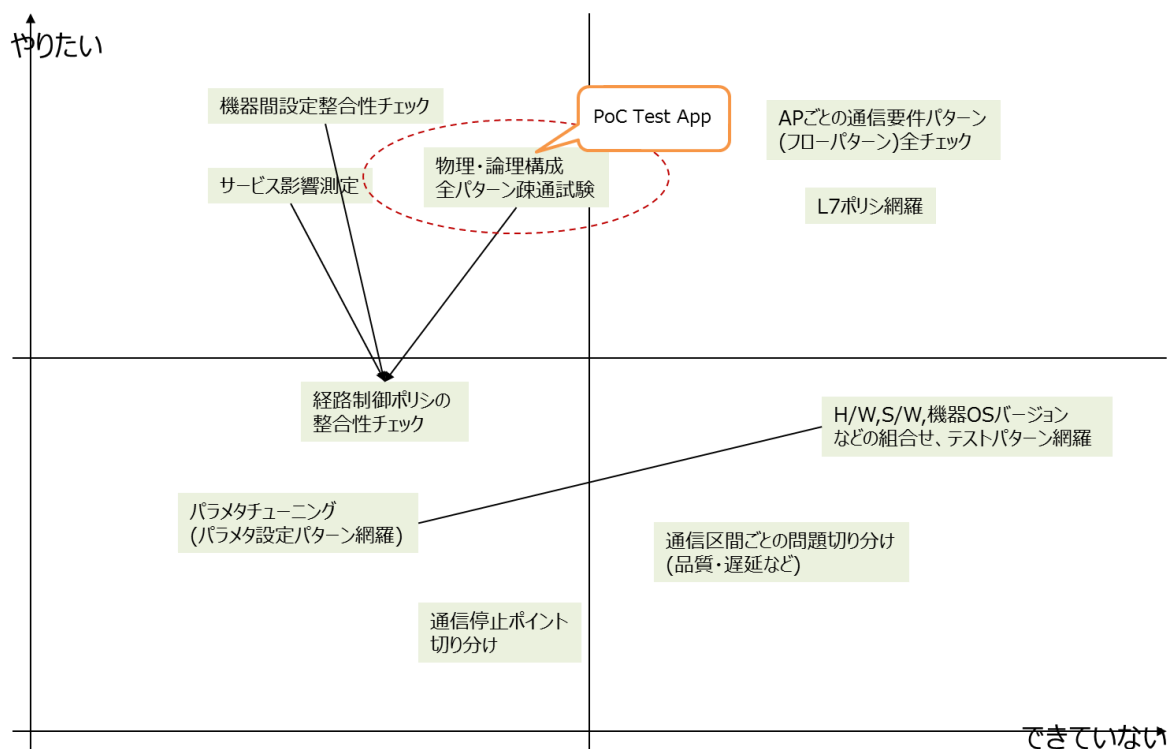 やりたい
機器間設定整合性チェック
PoC Test App
APごとの通信要件パターン
(フローパターン)全チェック
物理・論理構成
全パターン疎通試験
サービス影響測定
L7ポリシ網羅
経路制御ポリシの
整合性チェック
H/W,S/W,機器OSバージョン
などの組合せ、テストパターン網羅
パラメタチューニング
(パラメタ設定パターン網羅)
通信区間ごとの問題切り分け
(品質・遅延など)
通信停止ポイント
切り分け
できていない